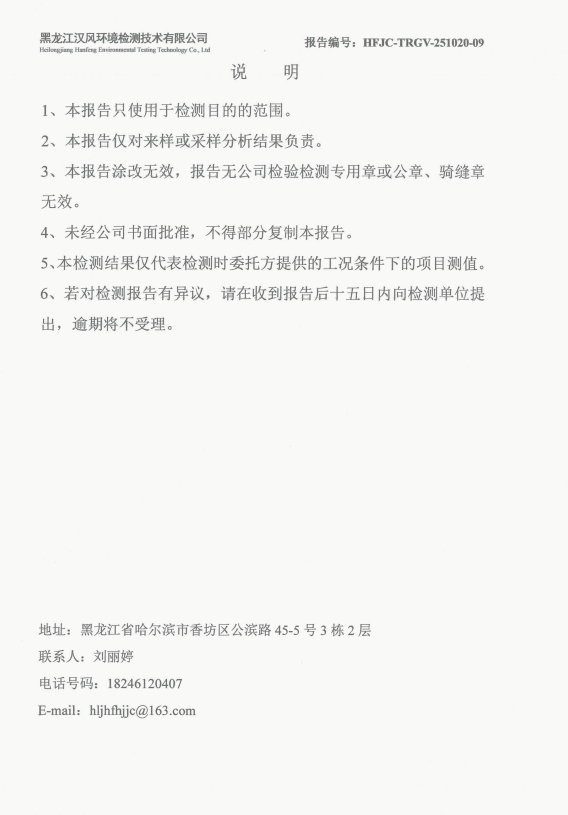 黑龙江汉风环境检测技术有限公司
Heilongjiang Hanfeng Environmental Testing Technology Co., Ltd
报告编号：HFJC-TRGV-251020-09
说 明
1、本报告只使用于检测目的的范围。
2、本报告仅对来样或采样分析结果负责。
3、本报告涂改无效，报告无公司检验检测专用章或公章、骑缝章
无效。
4、未经公司书面批准，不得部分复制本报告。
5、本检测结果仅代表检测时委托方提供的工况条件下的项目测值。
6、若对检测报告有异议，请在收到报告后十五日内向检测单位提
出，逾期将不受理。
地址：黑龙江省哈尔滨市香坊区公滨路 45-5 号 3 栋 2 层
联系人：刘丽婷
电话号码：18246120407
E-mail：hljhfhjjc@163.com